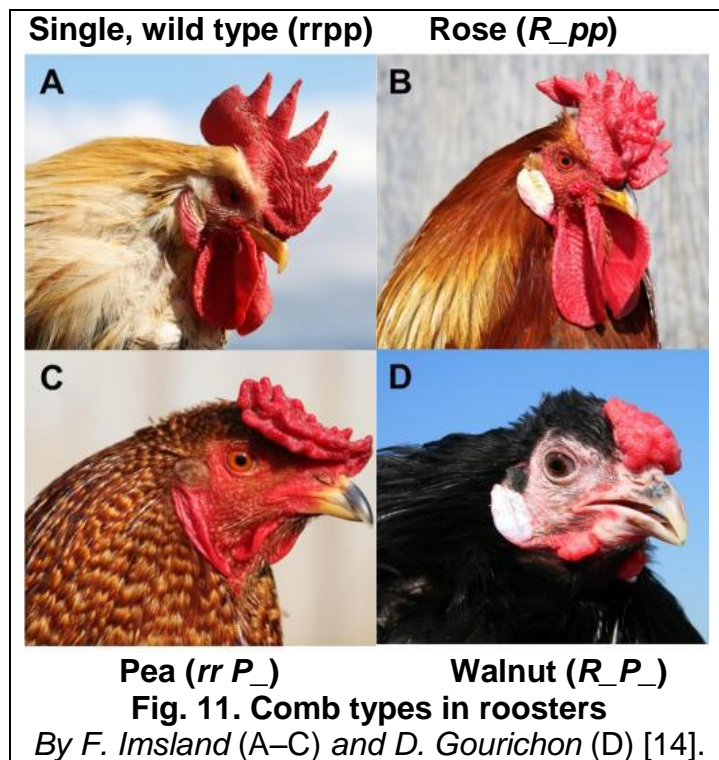 Single, wild type (rrpp) Rose (R_pp)
A
B
C
D
Pea (rr P_) Walnut (R_P_)
Fig. 11. Comb types in roosters
By F. Imsland (A–C) and D. Gourichon (D) [14].